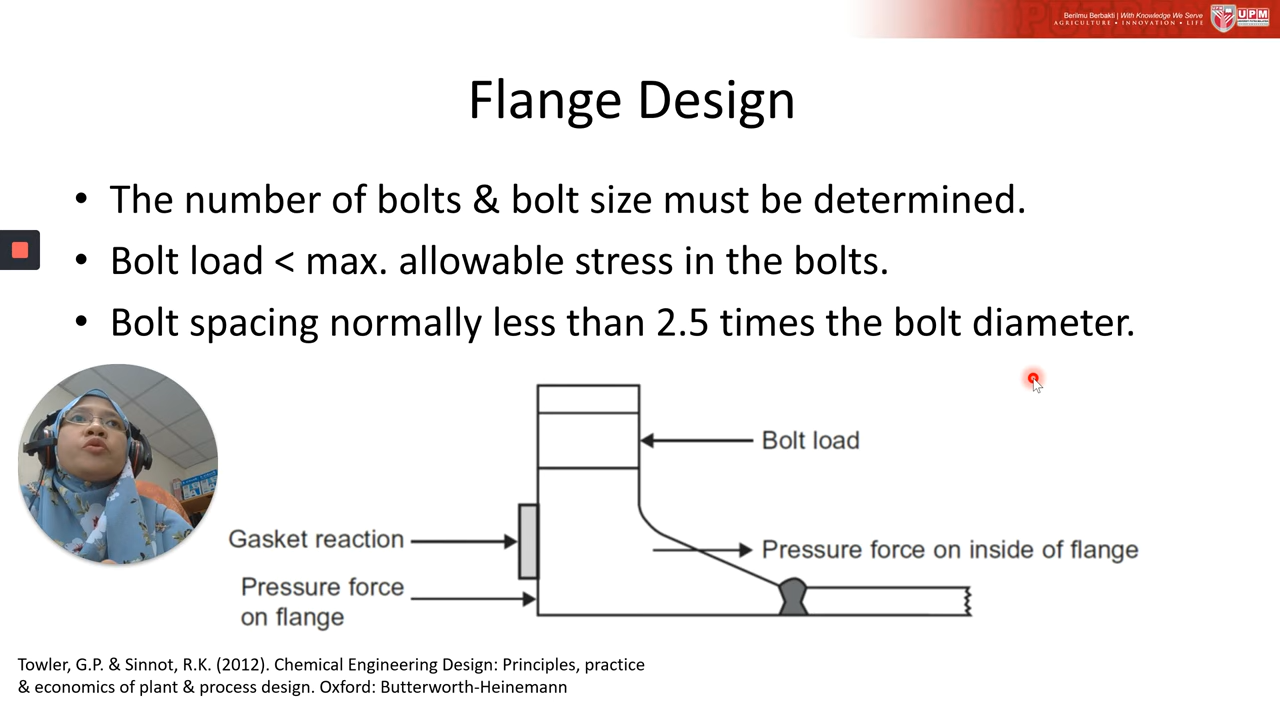 Berilmu Berbakti | With Knowledge We Serve
AGRICULTURE • INNOVATION • LIFE
UPM
Flange Design
• The number of bolts & bolt size must be determined.
• Bolt load < max. allowable stress in the bolts.
• Bolt spacing normally less than 2.5 times the bolt diameter.
Bolt load
Gasket reaction
Pressure force on inside of flange
Pressure force
on flange
Towler, G.P. & Sinnot, R.K. (2012). Chemical Engineering Design: Principles, practice
& economics of plant & process design. Oxford: Butterworth-Heinemann